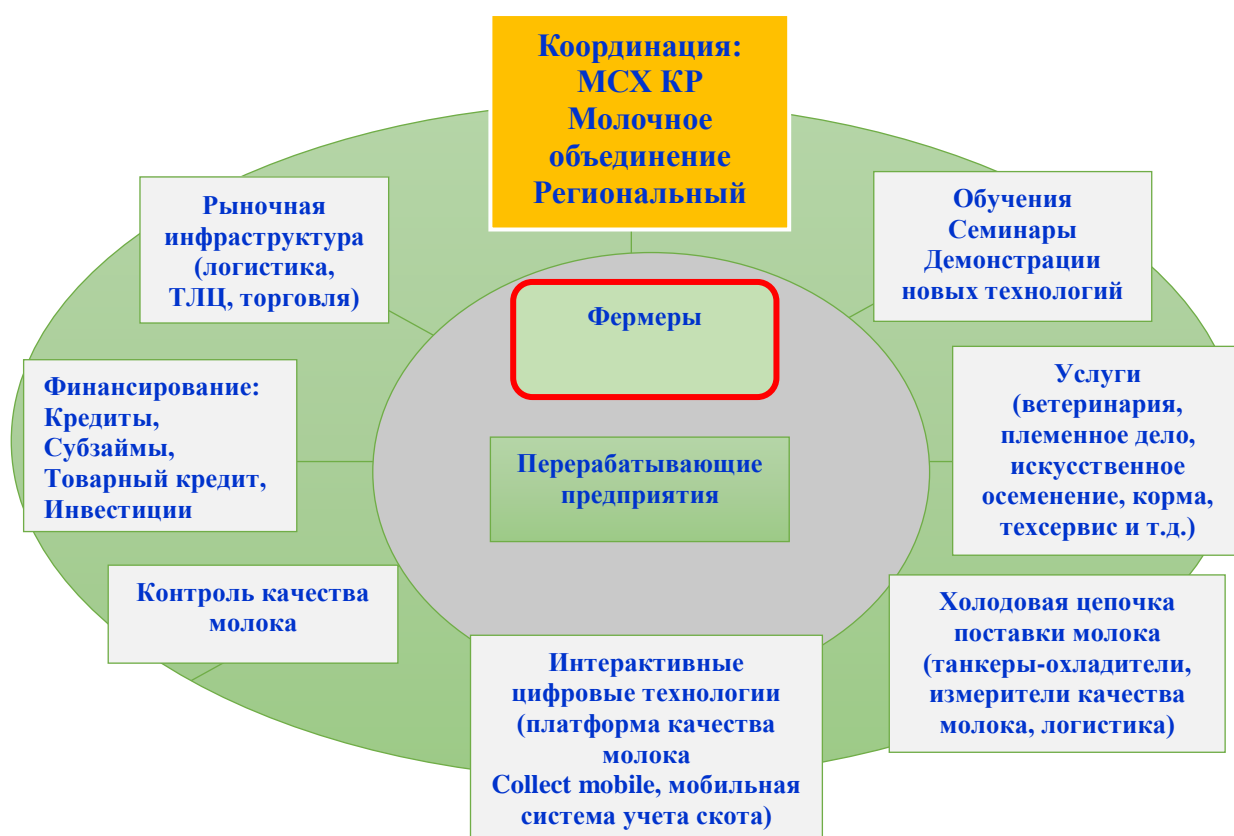 Координация:
МСХ КР
Молочное
объединение
Региональный
Рыночная
инфраструктура
(логистика,
ТЛЦ, торговля)
Обучения
Семинары
Демонстрации
новых технологий
Фермеры
Финансирование:
Кредиты,
Субзаймы,
Товарный кредит,
Инвестиции
Услуги
(ветеринария,
племенное дело,
искусственное
осеменение, корма,
техсервис и т.д.)
Перерабатывающие
предприятия
Контроль качества
молока
Холодовая цепочка
поставки молока
(танкеры-охладители,
измерители качества
молока, логистика)
Интерактивные
цифровые технологии
(платформа качества
молока
Collect mobile, мобильная
система учета скота)